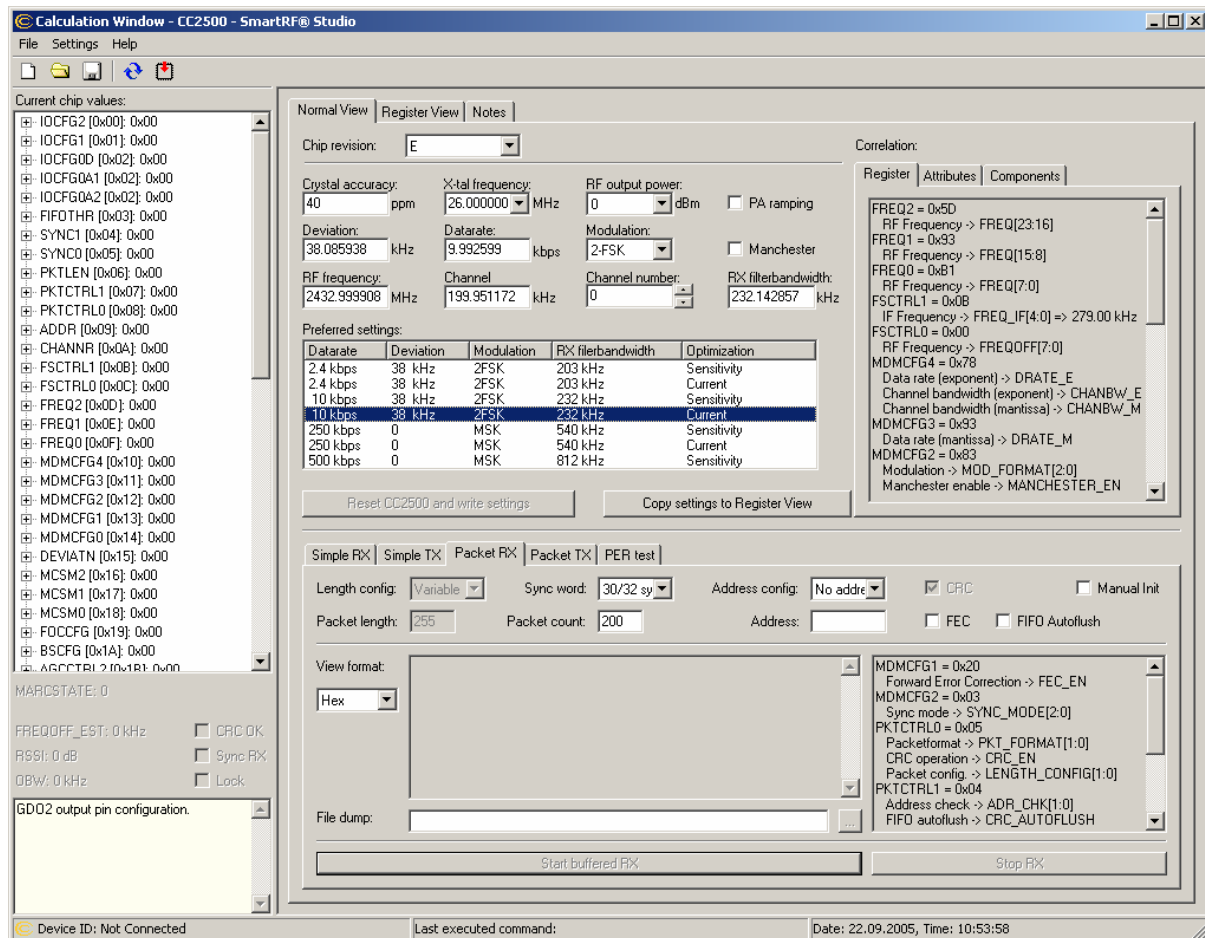 Calculation Window - CC2500 - SmartRF® Studio
File Settings Help
Current chip values:
IOCFG2 [0x00]: 0x00
IOCFG1 [0x01]: 0x00
IOCFG0D [0x02]: 0x00
IOCFG0A1 [0x02]: 0x00
IOCFG0A2 [0x02]: 0x00
FIFOTHR [0x03]: 0x00
SYNC1 [0x04]: 0x00
SYNC0 [0x05]: 0x00
PKTLEN [0x06]: 0x00
PKTCTRL1 [0x07]: 0x00
PKTCTRL0 [0x08]: 0x00
ADDR [0x09]: 0x00
CHANNR [0x0A]: 0x00
FSCTRL1 [0x0B]: 0x00
FSCTRL0 [0x0C]: 0x00
FREQ2 [0x0D]: 0x00
FREQ1 [0x0E]: 0x00
FREQ0 [0x0F]: 0x00
MDMCFG4 [0x10]: 0x00
MDMCFG3 [0x11]: 0x00
MDMCFG2 [0x12]: 0x00
MDMCFG1 [0x13]: 0x00
MDMCFG0 [0x14]: 0x00
DEVIATN [0x15]: 0x00
MCSM2 [0x16]: 0x00
MCSM1 [0x17]: 0x00
MCSM0 [0x18]: 0x00
FOCCFG [0x19]: 0x00
BSCFG [0x1A]: 0x00
AGCCTRL2 [0x1B]: 0x00
MARCSTATE: 0
FREQOFF_EST: 0 kHz CRC OK
RSSI: 0 dB Sync RX
OBW: 0 kHz Lock
GDO2 output pin configuration.
Normal View Register View Notes
Chip revision: E
Crystal accuracy: X-tal frequency: RF output power:
40 ppm 26.000000 MHz 0 dBm PA ramping
Deviation: Datarate: Modulation:
38.085938 kHz 9.992599 kbps 2-FSK Manchester
RF frequency: Channel Channel number: RX filterbandwidth:
2432.999908 MHz 199.951172 kHz 0 232.142857 kHz
Preferred settings:
Datarate Deviation Modulation RX filerbandwidth Optimization
2.4 kbps 38 kHz 2FSK 203 kHz Sensitivity
2.4 kbps 38 kHz 2FSK 203 kHz Current
10 kbps 38 kHz 2FSK 232 kHz Sensitivity
10 kbps 38 kHz 2FSK 232 kHz Current
250 kbps 0 MSK 540 kHz Sensitivity
250 kbps 0 MSK 540 kHz Current
500 kbps 0 MSK 812 kHz Sensitivity
Reset CC2500 and write settings Copy settings to Register View
Correlation:
Register Attributes Components
FREQ2 = 0x5D
RF Frequency -> FREQ[23:16]
FREQ1 = 0x93
RF Frequency -> FREQ[15:8]
FREQ0 = 0xB1
RF Frequency -> FREQ[7:0]
FSCTRL1 = 0x0B
IF Frequency -> FREQ_IF[4:0] => 279.00 kHz
FSCTRL0 = 0x00
RF Frequency -> FREQOFF[7:0]
MDMCFG4 = 0x78
Data rate (exponent) -> DRATE_E
Channel bandwidth (exponent) -> CHANBW_E
Channel bandwidth (mantissa) -> CHANBW_M
MDMCFG3 = 0x93
Data rate (mantissa) -> DRATE_M
MDMCFG2 = 0x83
Modulation -> MOD_FORMAT[2:0]
Manchester enable -> MANCHESTER_EN
Simple RX Simple TX Packet RX Packet TX PER test
Length config: Variable Sync word: 30/32 sy Address config: No addre CRC Manual Init
Packet length: 255 Packet count: 200 Address: FEC FIFO Autoflush
View format:
Hex
MDMCFG1 = 0x20
Forward Error Correction -> FEC_EN
MDMCFG2 = 0x03
Sync mode -> SYNC_MODE[2:0]
PKTCTRL0 = 0x05
Packetformat -> PKT_FORMAT[1:0]
CRC operation -> CRC_EN
Packet config. -> LENGTH_CONFIG[1:0]
PKTCTRL1 = 0x04
Address check -> ADR_CHK[1:0]
FIFO autoflush -> CRC_AUTOFLUSH
File dump: ...
Start buffered RX Stop RX
Device ID: Not Connected Last executed command: Date: 22.09.2005, Time: 10:53:58